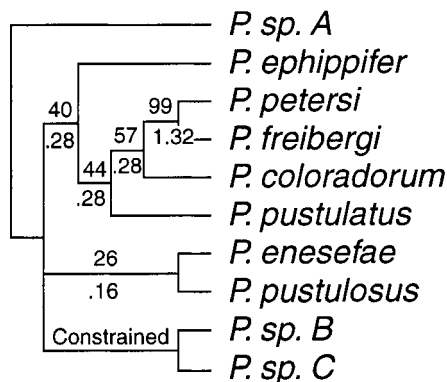 P. sp. A
40 P. ephippifer
99 P. petersi
.28 57 1.32 P. freibergi
44 .28 P. coloradorum
.28 P. pustulatus
26 P. enesefae
.16 P. pustulosus
Constrained P. sp. B
P. sp. C